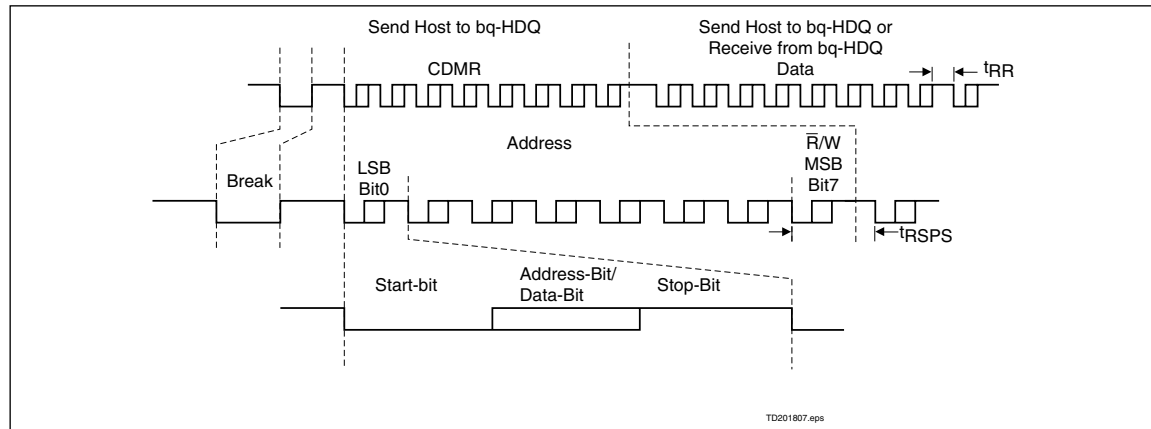 Send Host to bq-HDQ
Send Host to bq-HDQ or
Receive from bq-HDQ
CDMR
Data
tRR
Address
R̅/W
MSB
Bit7
LSB
Bit0
Break
tRSPS
Start-bit
Address-Bit/
Data-Bit
Stop-Bit
TD201807.eps